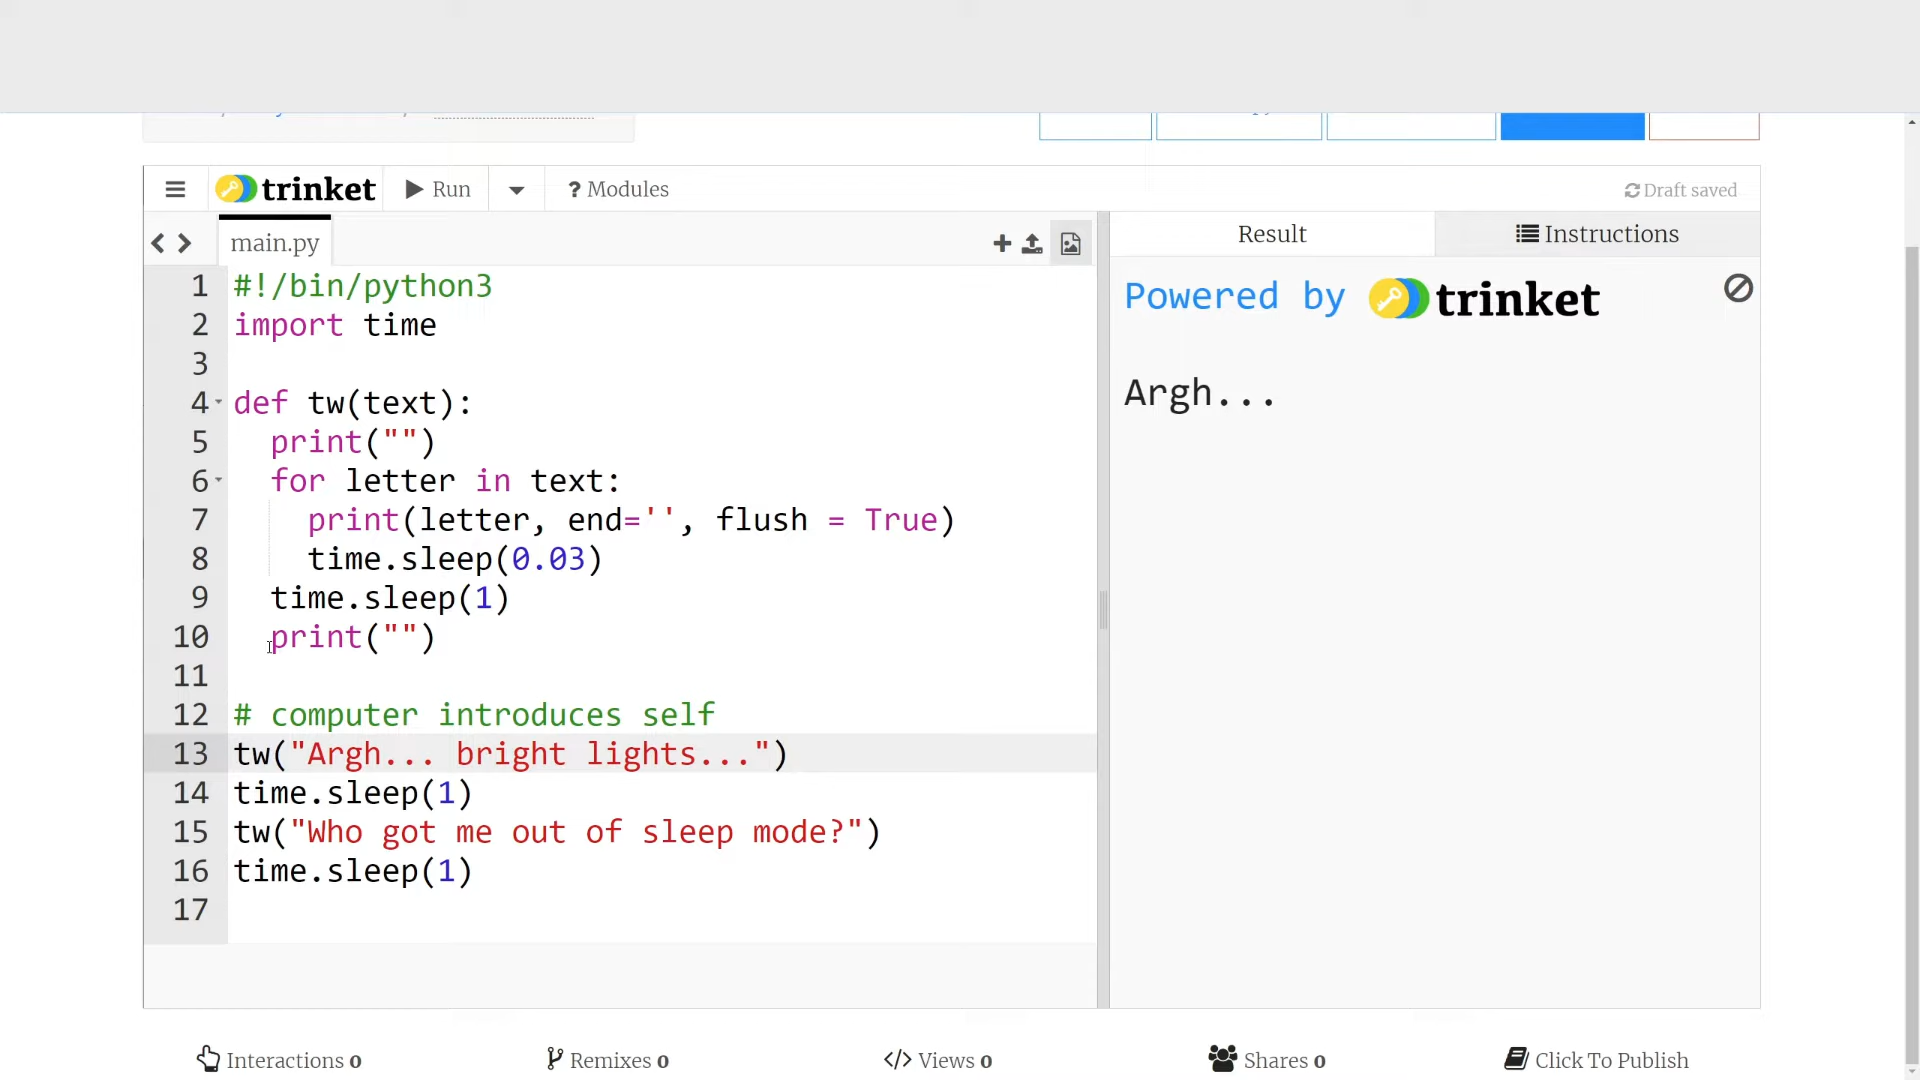 trinket
Run
? Modules
Draft saved
main.py
Result
Instructions
1 #!/bin/python3
2 import time
3
4 def tw(text):
5 print("")
6 for letter in text:
7 print(letter, end='', flush = True)
8 time.sleep(0.03)
9 time.sleep(1)
10 print("")
11
12 # computer introduces self
13 tw("Argh... bright lights...")
14 time.sleep(1)
15 tw("Who got me out of sleep mode?")
16 time.sleep(1)
17
Powered by trinket
Argh...
Interactions 0
Remixes 0
Views 0
Shares 0
Click To Publish